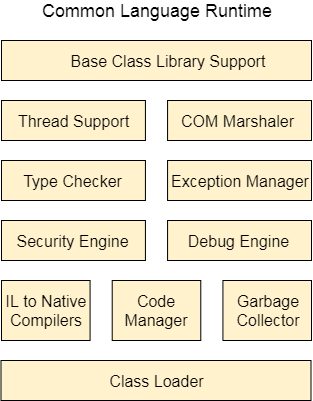 Common Language Runtime
Base Class Library Support
Thread Support
COM Marshaler
Type Checker
Exception Manager
Security Engine
Debug Engine
IL to Native
Compilers
Code
Manager
Garbage
Collector
Class Loader